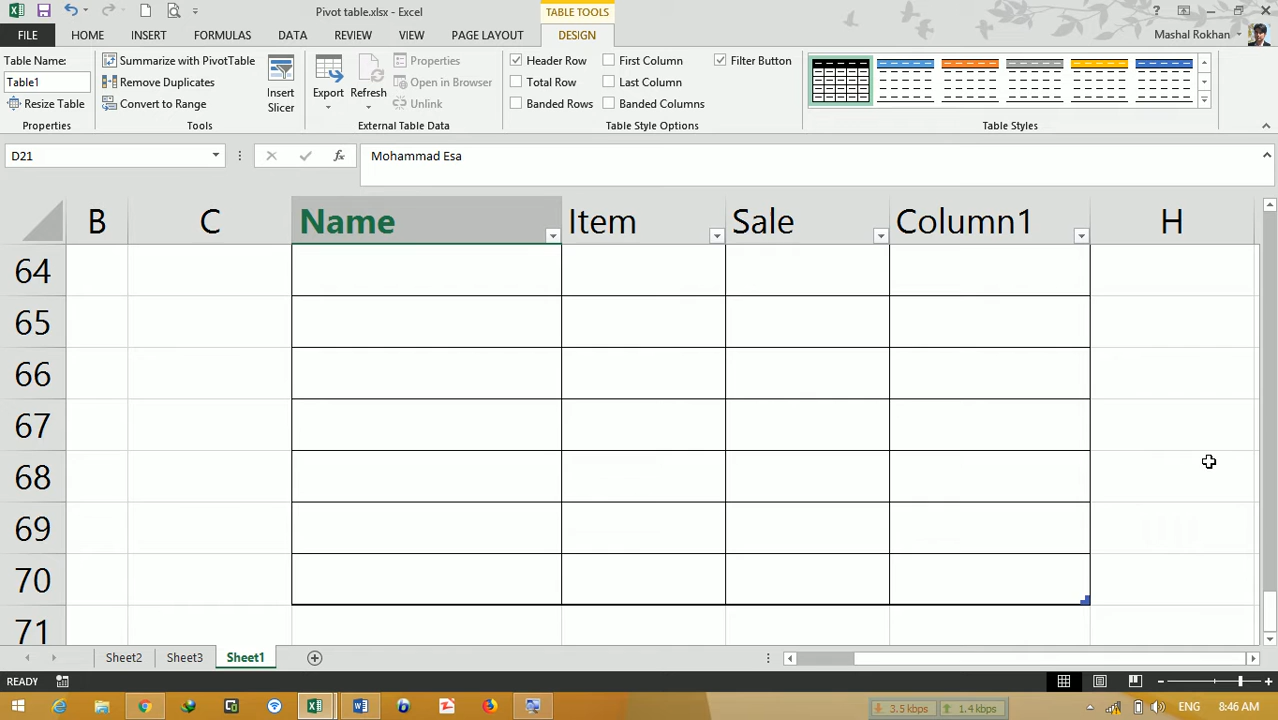 Pivot table.xlsx - Excel
TABLE TOOLS
FILE HOME INSERT FORMULAS DATA REVIEW VIEW PAGE LAYOUT DESIGN
Mashal Rokhan
Table Name:
Table1
Resize Table
Properties
Summarize with PivotTable
Remove Duplicates
Convert to Range
Tools
Insert
Slicer
Export
Refresh
Properties
Open in Browser
Unlink
External Table Data
Header Row
Total Row
Banded Rows
First Column
Last Column
Banded Columns
Filter Button
Table Style Options
Table Styles
D21
fx
Mohammad Esa
B C Name Item Sale Column1 H
64
65
66
67
68
69
70
71
Sheet2 Sheet3 Sheet1
READY
3.5 kbps 1.4 kbps
ENG 8:46 AM